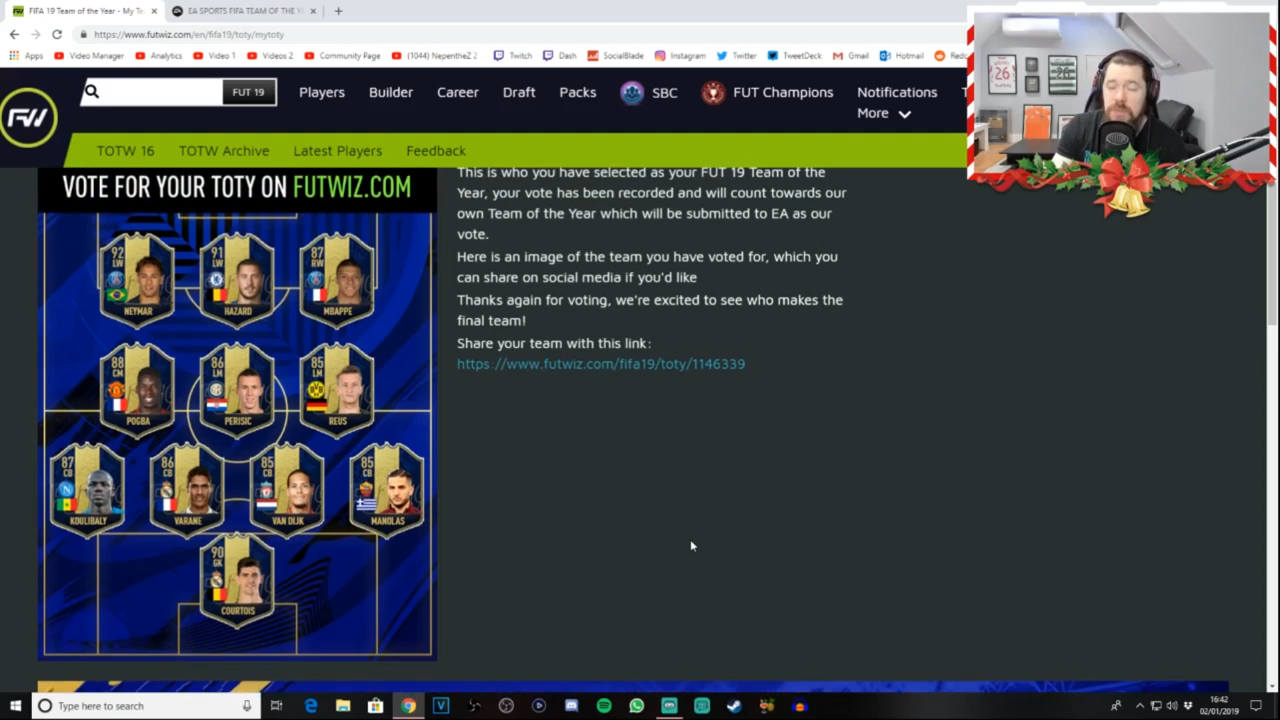 FIFA 19 Team of the Year - My Te
EA SPORTS FIFA TEAM OF THE YE
https://www.futwiz.com/en/fifa19/toty/mytoty
Apps Video Manager Analytics Video 1 Videos 2 Community Page (1044) NepentheZ 2 Twitch Dash SocialBlade Instagram Twitter TweetDeck Gmail Hotmail Reddi
FW
FUT 19
Players Builder Career Draft Packs SBC FUT Champions Notifications T
More
TOTW 16 TOTW Archive Latest Players Feedback
VOTE FOR YOUR TOTY ON FUTWIZ.COM
92 LW NEYMAR
91 LW HAZARD
87 RW MBAPPE
88 CM POGBA
86 LM PERISIC
85 LM REUS
87 CB KOULIBALY
86 CB VARANE
85 CB VAN DIJK
85 CB MANOLAS
90 GK COURTOIS
This is who you have selected as your FUT 19 Team of the
Year, your vote has been recorded and will count towards our
own Team of the Year which will be submitted to EA as our
vote.
Here is an image of the team you have voted for, which you
can share on social media if you'd like
Thanks again for voting, we're excited to see who makes the
final team!
Share your team with this link:
https://www.futwiz.com/fifa19/toty/1146339
26
26
Type here to search
16:42
02/01/2019